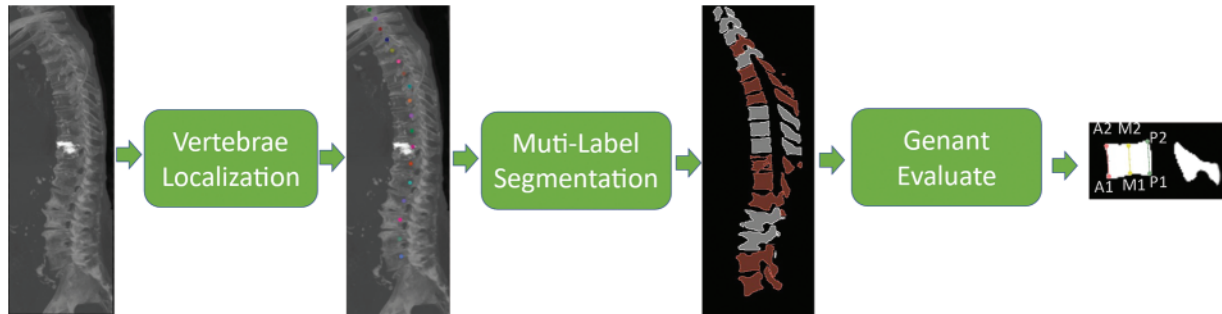 Vertebrae
Localization
Muti-Label
Segmentation
Genant
Evaluate
A2 M2
P2
A1 M1 P1